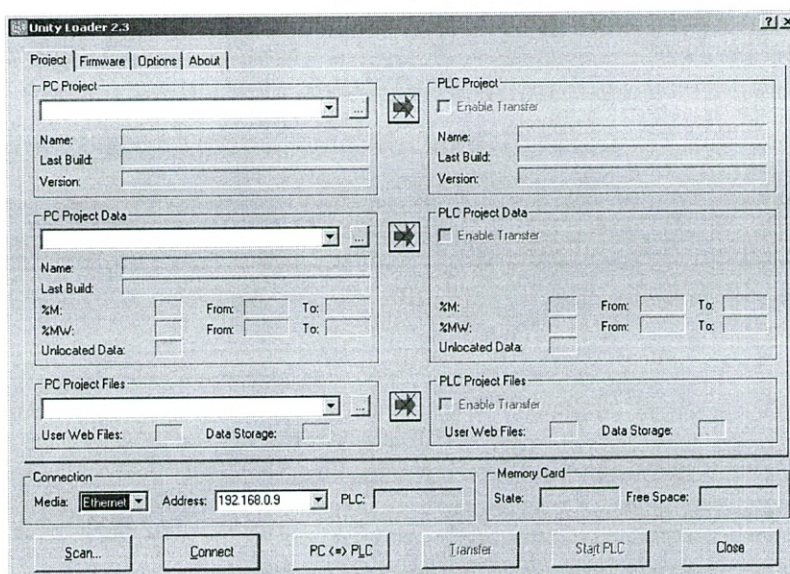 Unity Loader 2.3
Project Firmware Options About
PC Project
...
Name:
Last Build:
Version:
PLC Project
Enable Transfer
Name:
Last Build:
Version:
PC Project Data
...
Name:
Last Build:
%M: From: To:
%MW: From: To:
Unlocated Data:
PLC Project Data
Enable Transfer
%M: From: To:
%MW: From: To:
Unlocated Data:
PC Project Files
...
User Web Files: Data Storage:
PLC Project Files
Enable Transfer
User Web Files: Data Storage:
Connection
Media: Ethernet Address: 192.168.0.9 PLC:
Memory Card
State: Free Space:
Scan... Connect PC <=> PLC Transfer Start PLC Close